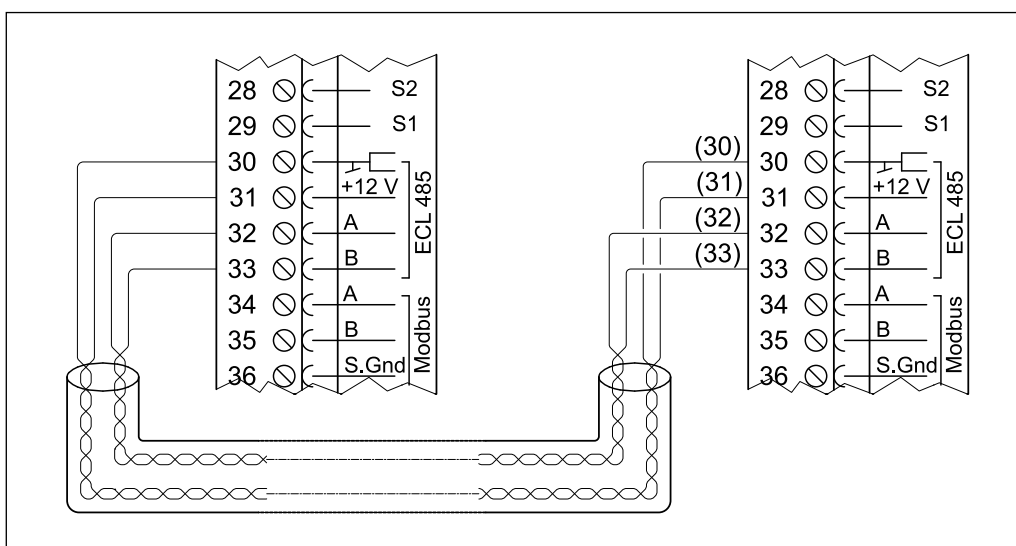 28 S2
29 S1
30
31 +12 V
32 A
33 B
ECL 485
34 A
35 B
36 S.Gnd
Modbus
28 S2
29 S1
(30) 30
(31) 31 +12 V
(32) 32 A
(33) 33 B
ECL 485
34 A
35 B
36 S.Gnd
Modbus